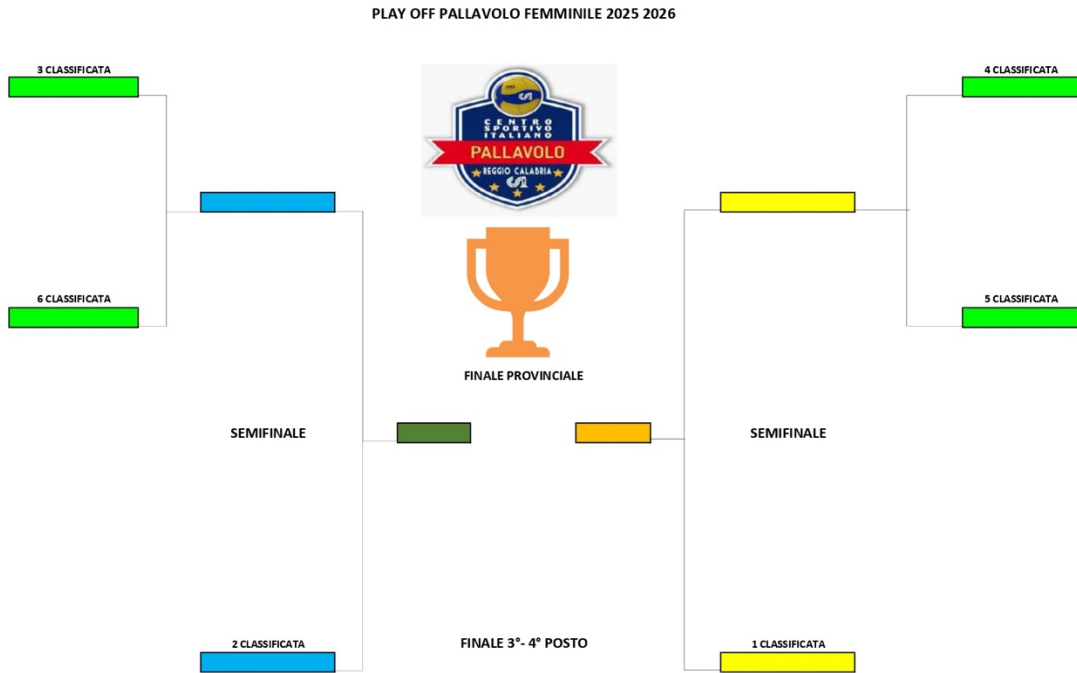 PLAY OFF PALLAVOLO FEMMINILE 2025 2026
3 CLASSIFICATA
4 CLASSIFICATA
CENTRO
SPORTIVO
ITALIANO
PALLAVOLO
REGGIO CALABRIA
CSI
6 CLASSIFICATA
5 CLASSIFICATA
FINALE PROVINCIALE
SEMIFINALE
SEMIFINALE
2 CLASSIFICATA
FINALE 3°- 4° POSTO
1 CLASSIFICATA